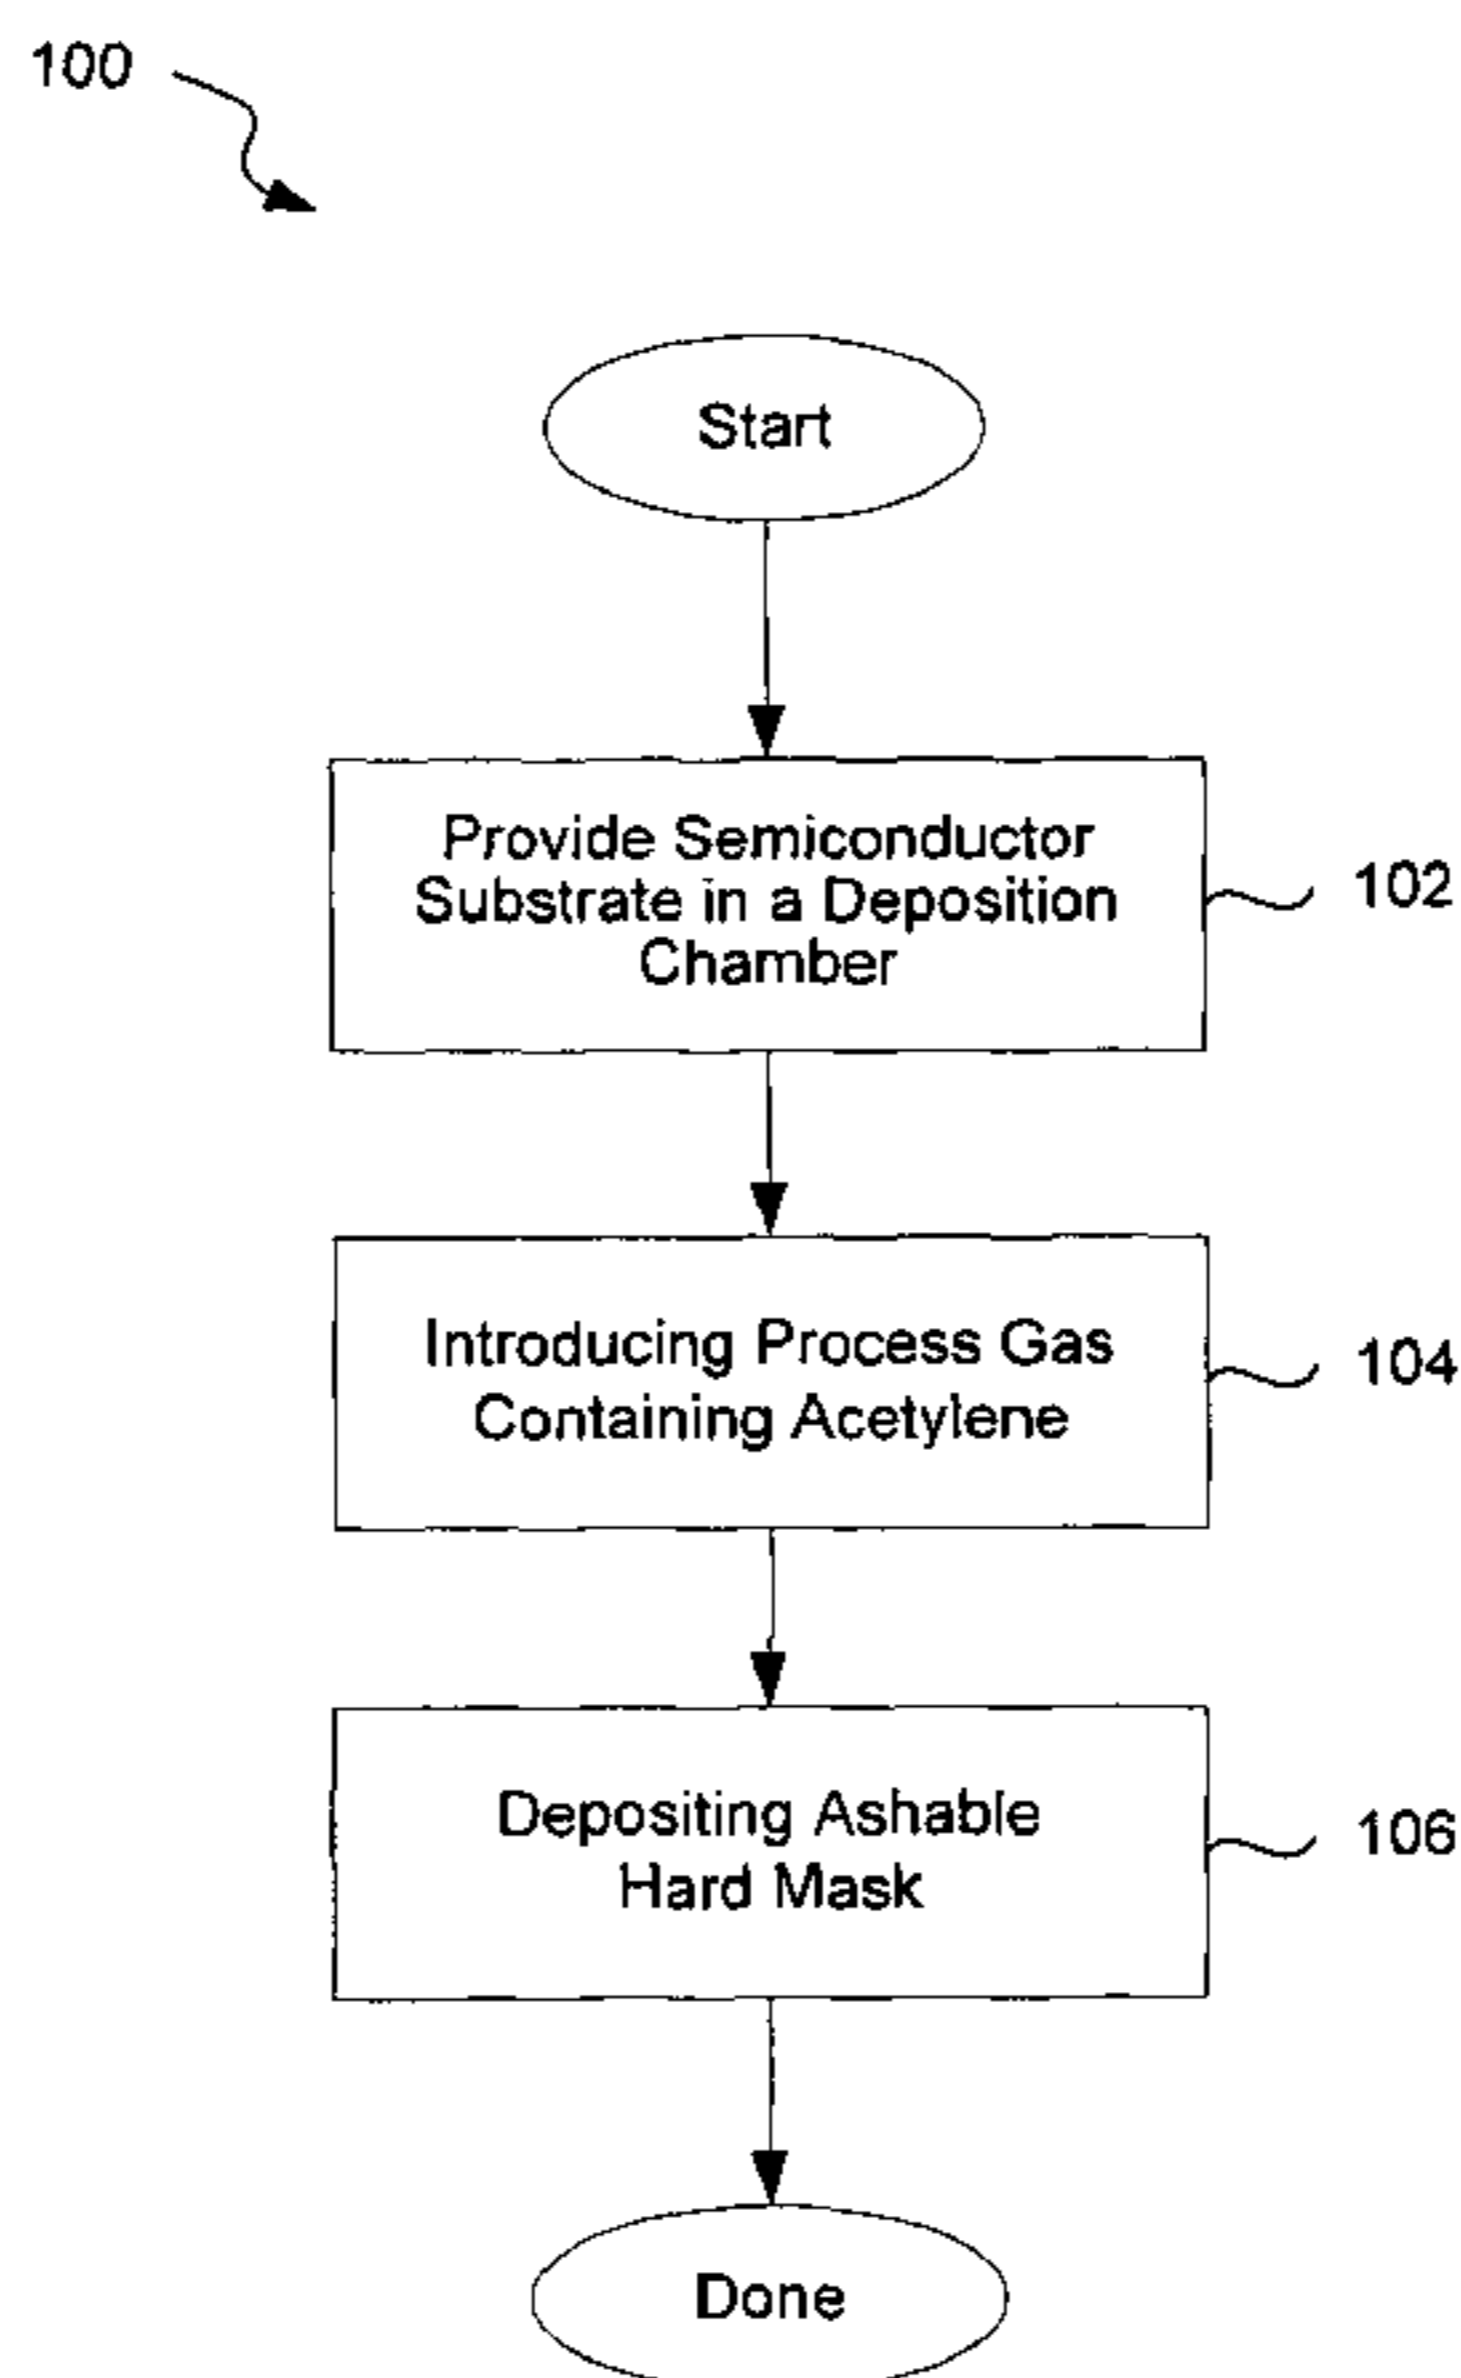 100
Start
Provide Semiconductor
Substrate in a Deposition
Chamber
102
Introducing Process Gas
Containing Acetylene
104
Depositing Ashable
Hard Mask
106
Done